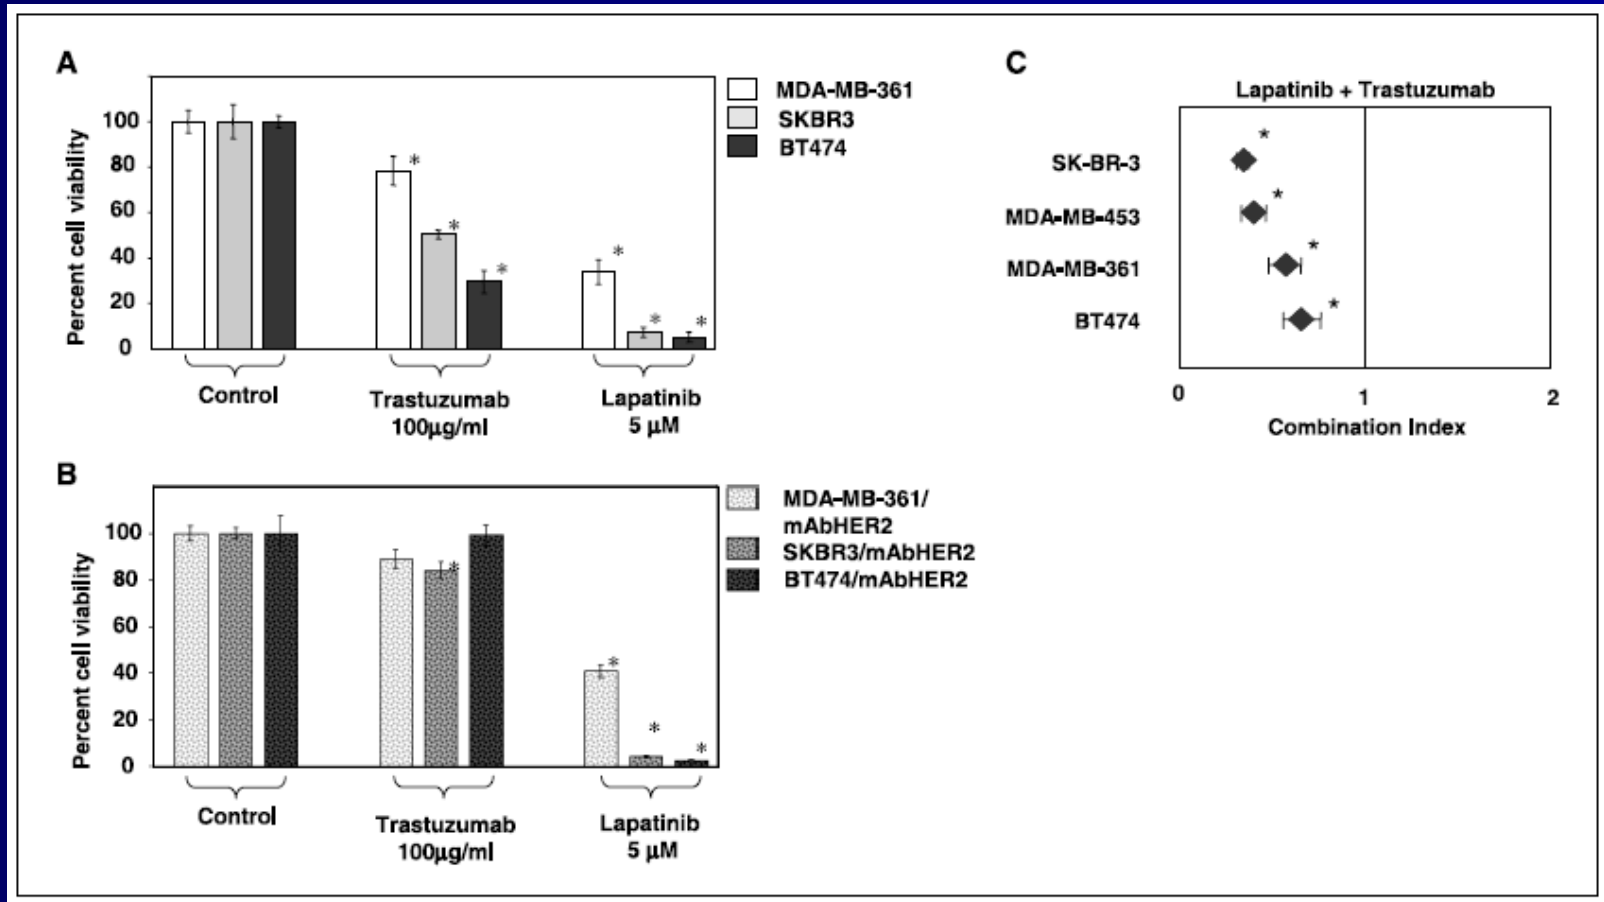 A
Percent cell viability
100
80
60
40
20
0
*
*
*
*
*
*
Control
Trastuzumab
100μg/ml
Lapatinib
5 μM
MDA-MB-361
SKBR3
BT474
B
Percent cell viability
100
80
60
40
20
0
*
*
*
*
Control
Trastuzumab
100μg/ml
Lapatinib
5 μM
MDA-MB-361/
mAbHER2
SKBR3/mAbHER2
BT474/mAbHER2
C
Lapatinib + Trastuzumab
SK-BR-3
*
MDA-MB-453
*
MDA-MB-361
*
BT474
*
0 1 2
Combination Index